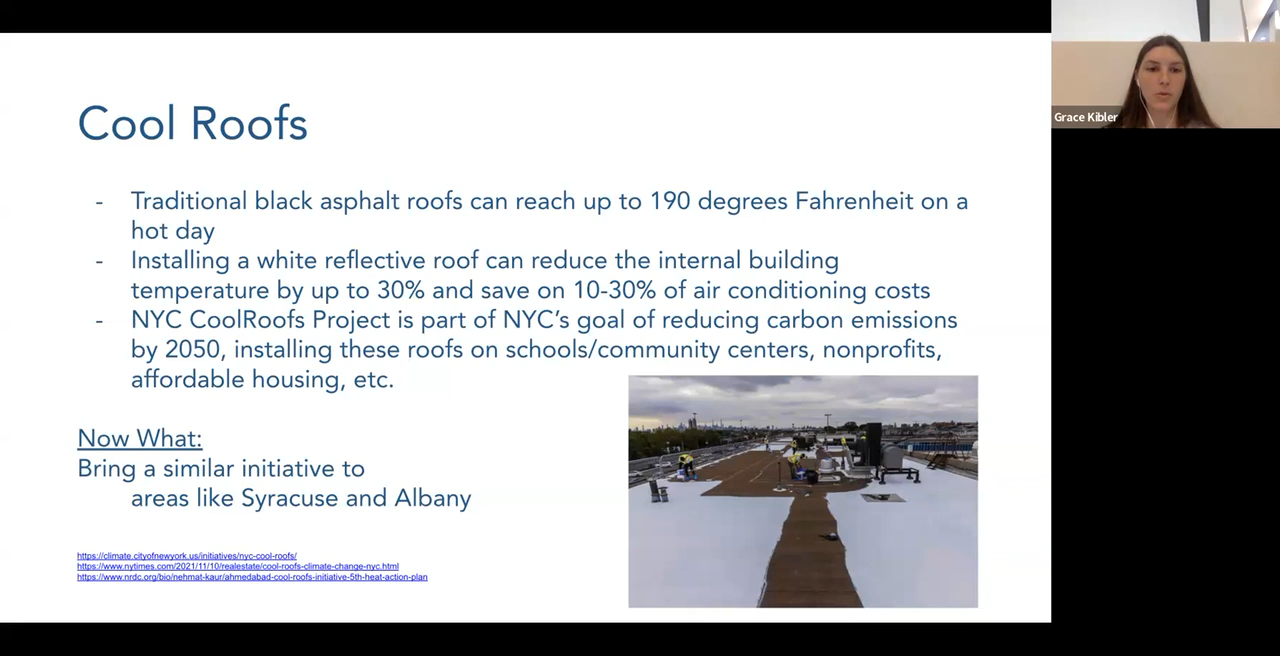 Cool Roofs
- Traditional black asphalt roofs can reach up to 190 degrees Fahrenheit on a
hot day
- Installing a white reflective roof can reduce the internal building
temperature by up to 30% and save on 10-30% of air conditioning costs
- NYC CoolRoofs Project is part of NYC’s goal of reducing carbon emissions
by 2050, installing these roofs on schools/community centers, nonprofits,
affordable housing, etc.
Now What:
Bring a similar initiative to
areas like Syracuse and Albany
https://climate.cityofnewyork.us/initiatives/nyc-cool-roofs/
https://www.nytimes.com/2021/11/10/realestate/cool-roofs-climate-change-nyc.html
https://www.nrdc.org/bio/nehmat-kaur/ahmedabad-cool-roofs-initiative-5th-heat-action-plan
Grace Kibler